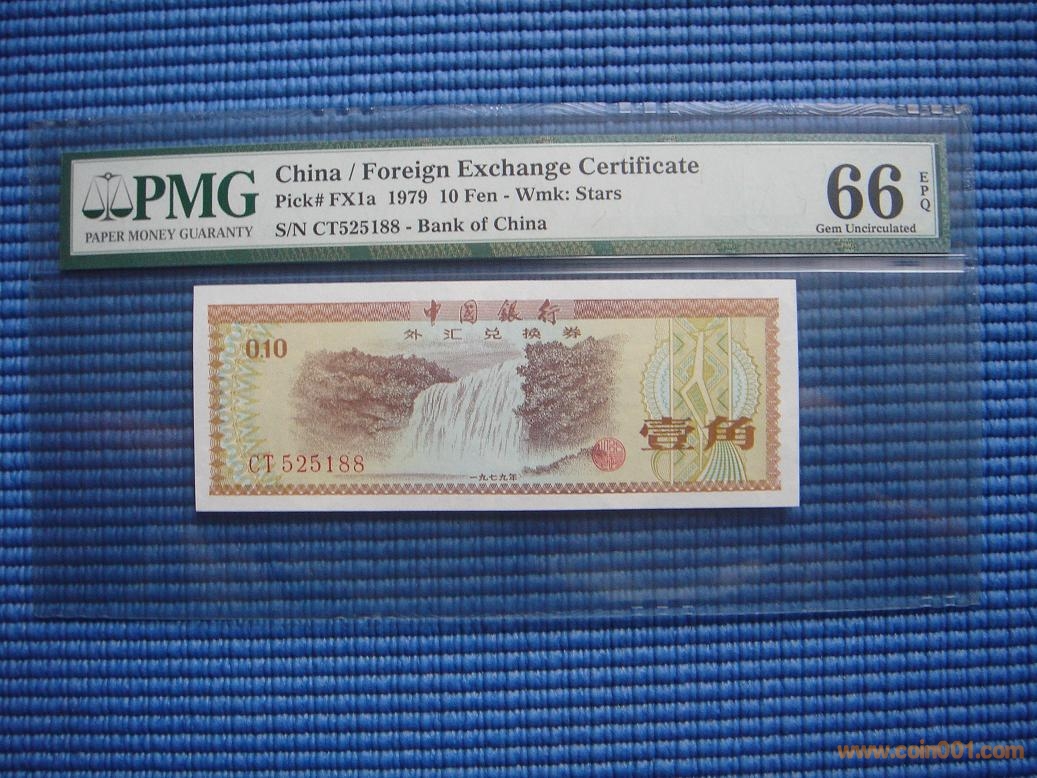 PMG
PAPER MONEY GUARANTY
China / Foreign Exchange Certificate
Pick# FX1a 1979 10 Fen - Wmk: Stars
S/N CT525188 - Bank of China
66
EPQ
Gem Uncirculated
中國銀行
外汇兑换券
0.10
壹角
CT 525188
一九七九年
www.coin001.com